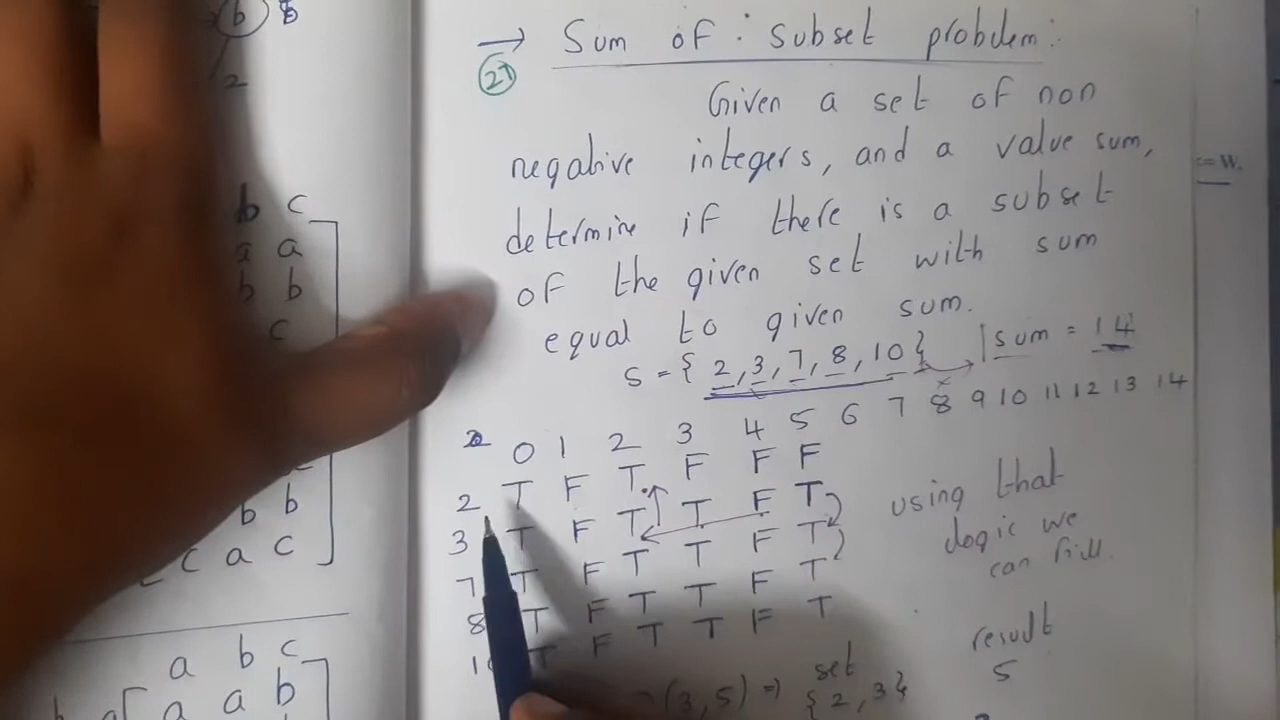 b
2
b c
a a
b b
c
b b
c a c
a b c
a a b
→ Sum of : subset problem :
27
Given a set of non
negative integers, and a value sum,
determine if there is a subset
of the given set with sum
equal to given sum.
S = { 2, 3, 7, 8, 10 } | sum = 14
0 1 2 3 4 5 6 7 8 9 10 11 12 13 14
2 T F T F F F
3 T F T T F T
7 T F T T F T
8 T F T T F T
T F T T F T
using that
logic we
can fill.
result
5
(3, 5) => set
{ 2, 3 }